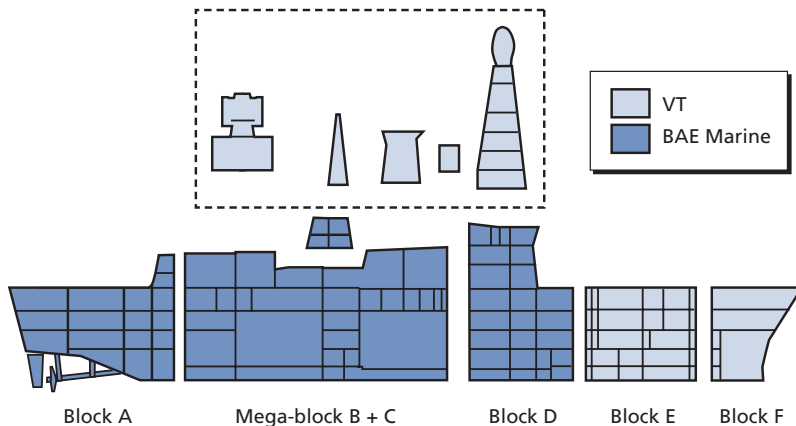 VT
BAE Marine
Block A
Mega-block B + C
Block D
Block E
Block F